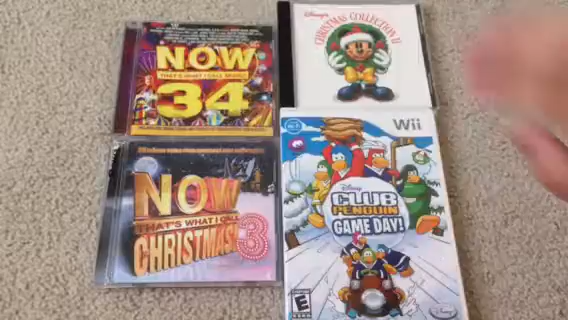 NOW
THAT'S WHAT I CALL MUSIC!
34
Disney's
CHRISTMAS COLLECTION II
NOW
THAT'S WHAT I CALL
CHRISTMAS!
3
Wii
Disney
CLUB
PENGUIN
GAME DAY!
E
Disney